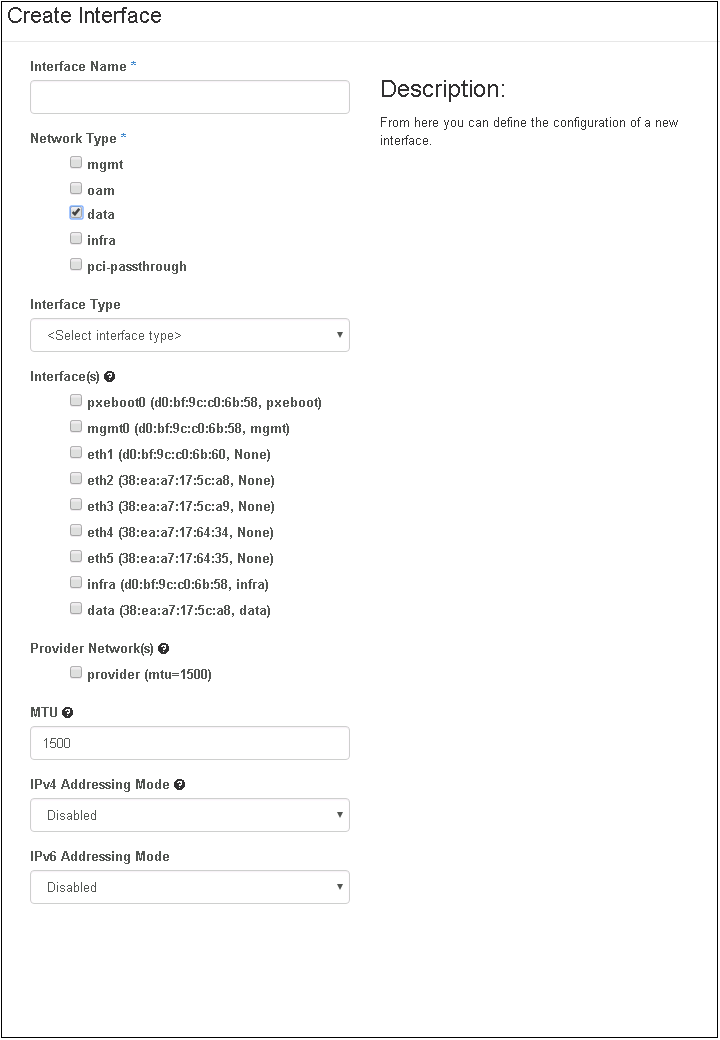 Create Interface
Interface Name *
Description:
From here you can define the configuration of a new
interface.
Network Type *
mgmt
oam
data
infra
pci-passthrough
Interface Type
<Select interface type>
Interface(s)
pxeboot0 (d0:bf:9c:c0:6b:58, pxeboot)
mgmt0 (d0:bf:9c:c0:6b:58, mgmt)
eth1 (d0:bf:9c:c0:6b:60, None)
eth2 (38:ea:a7:17:5c:a8, None)
eth3 (38:ea:a7:17:5c:a9, None)
eth4 (38:ea:a7:17:64:34, None)
eth5 (38:ea:a7:17:64:35, None)
infra (d0:bf:9c:c0:6b:58, infra)
data (38:ea:a7:17:5c:a8, data)
Provider Network(s)
provider (mtu=1500)
MTU
1500
IPv4 Addressing Mode
Disabled
IPv6 Addressing Mode
Disabled